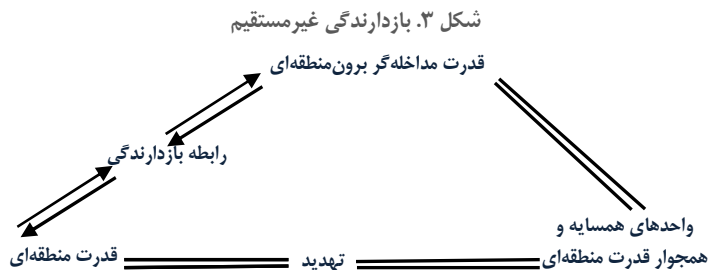 شکل ۳. بازدارندگی غیرمستقیم
قدرت مداخله‌گر برون‌منطقه‌ای
رابطه بازدارندگی
واحدهای همسایه و
همجوار قدرت منطقه‌ای
تهدید
قدرت منطقه‌ای